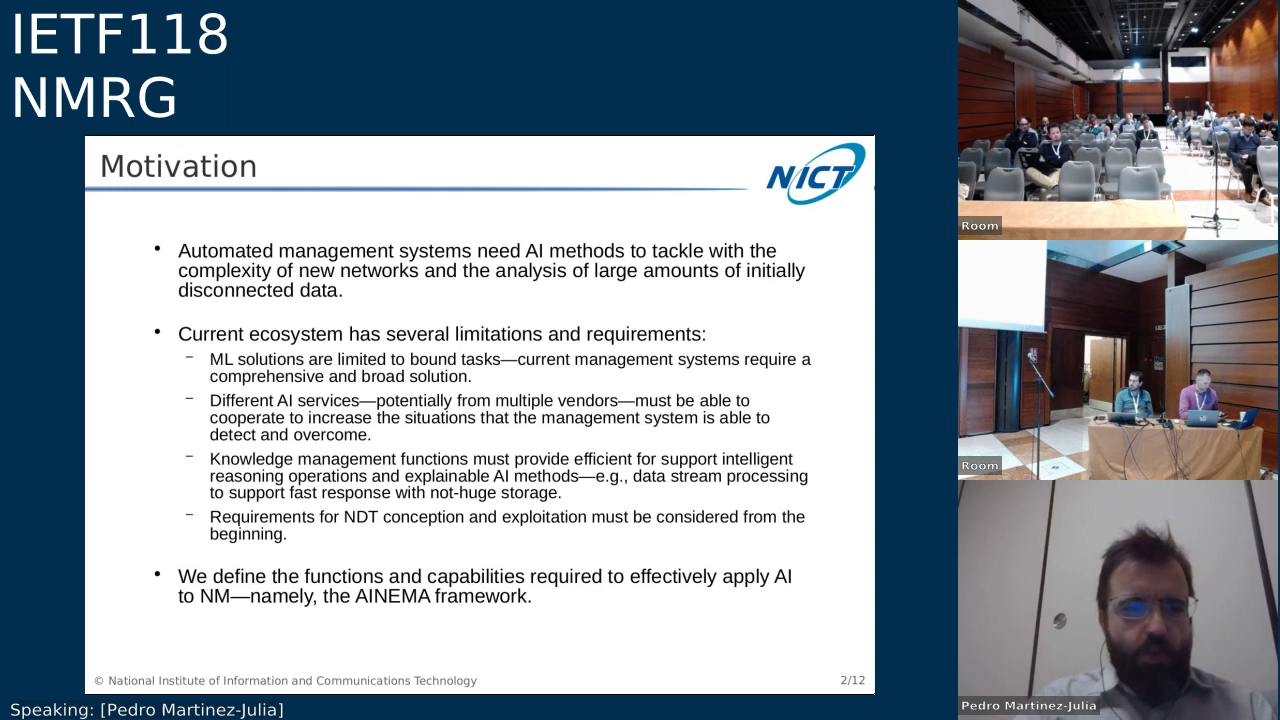 IETF118
NMRG
Motivation
NICT
• Automated management systems need AI methods to tackle with the
complexity of new networks and the analysis of large amounts of initially
disconnected data.
• Current ecosystem has several limitations and requirements:
– ML solutions are limited to bound tasks—current management systems require a
comprehensive and broad solution.
– Different AI services—potentially from multiple vendors—must be able to
cooperate to increase the situations that the management system is able to
detect and overcome.
– Knowledge management functions must provide efficient for support intelligent
reasoning operations and explainable AI methods—e.g., data stream processing
to support fast response with not-huge storage.
– Requirements for NDT conception and exploitation must be considered from the
beginning.
• We define the functions and capabilities required to effectively apply AI
to NM—namely, the AINEMA framework.
© National Institute of Information and Communications Technology
2/12
Speaking: [Pedro Martinez-Julia]
Room
Room
Pedro Martinez-Julia